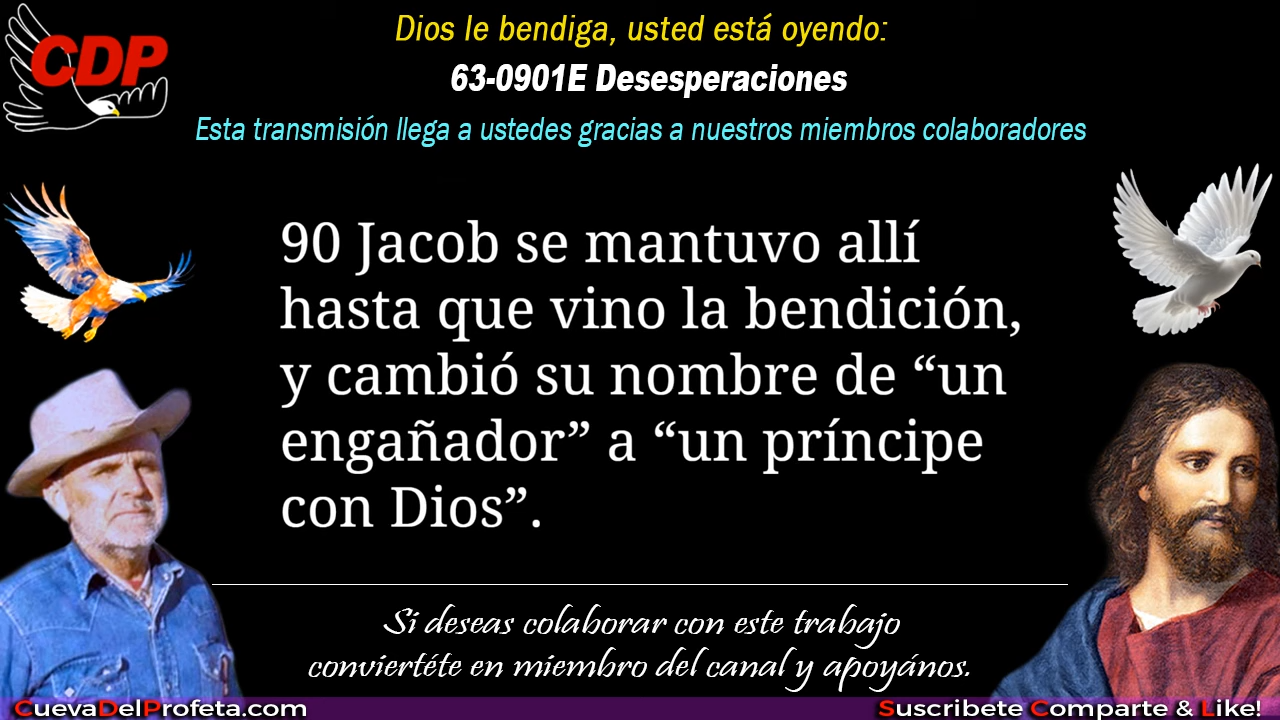 CDP
Dios le bendiga, usted está oyendo:
63-0901E Desesperaciones
Esta transmisión llega a ustedes gracias a nuestros miembros colaboradores
90 Jacob se mantuvo allí
hasta que vino la bendición,
y cambió su nombre de “un
engañador” a “un príncipe
con Dios”.
Si deseas colaborar con este trabajo
conviertéte en miembro del canal y apoyános.
CuevaDelProfeta.com
Suscribete Comparte & Like!